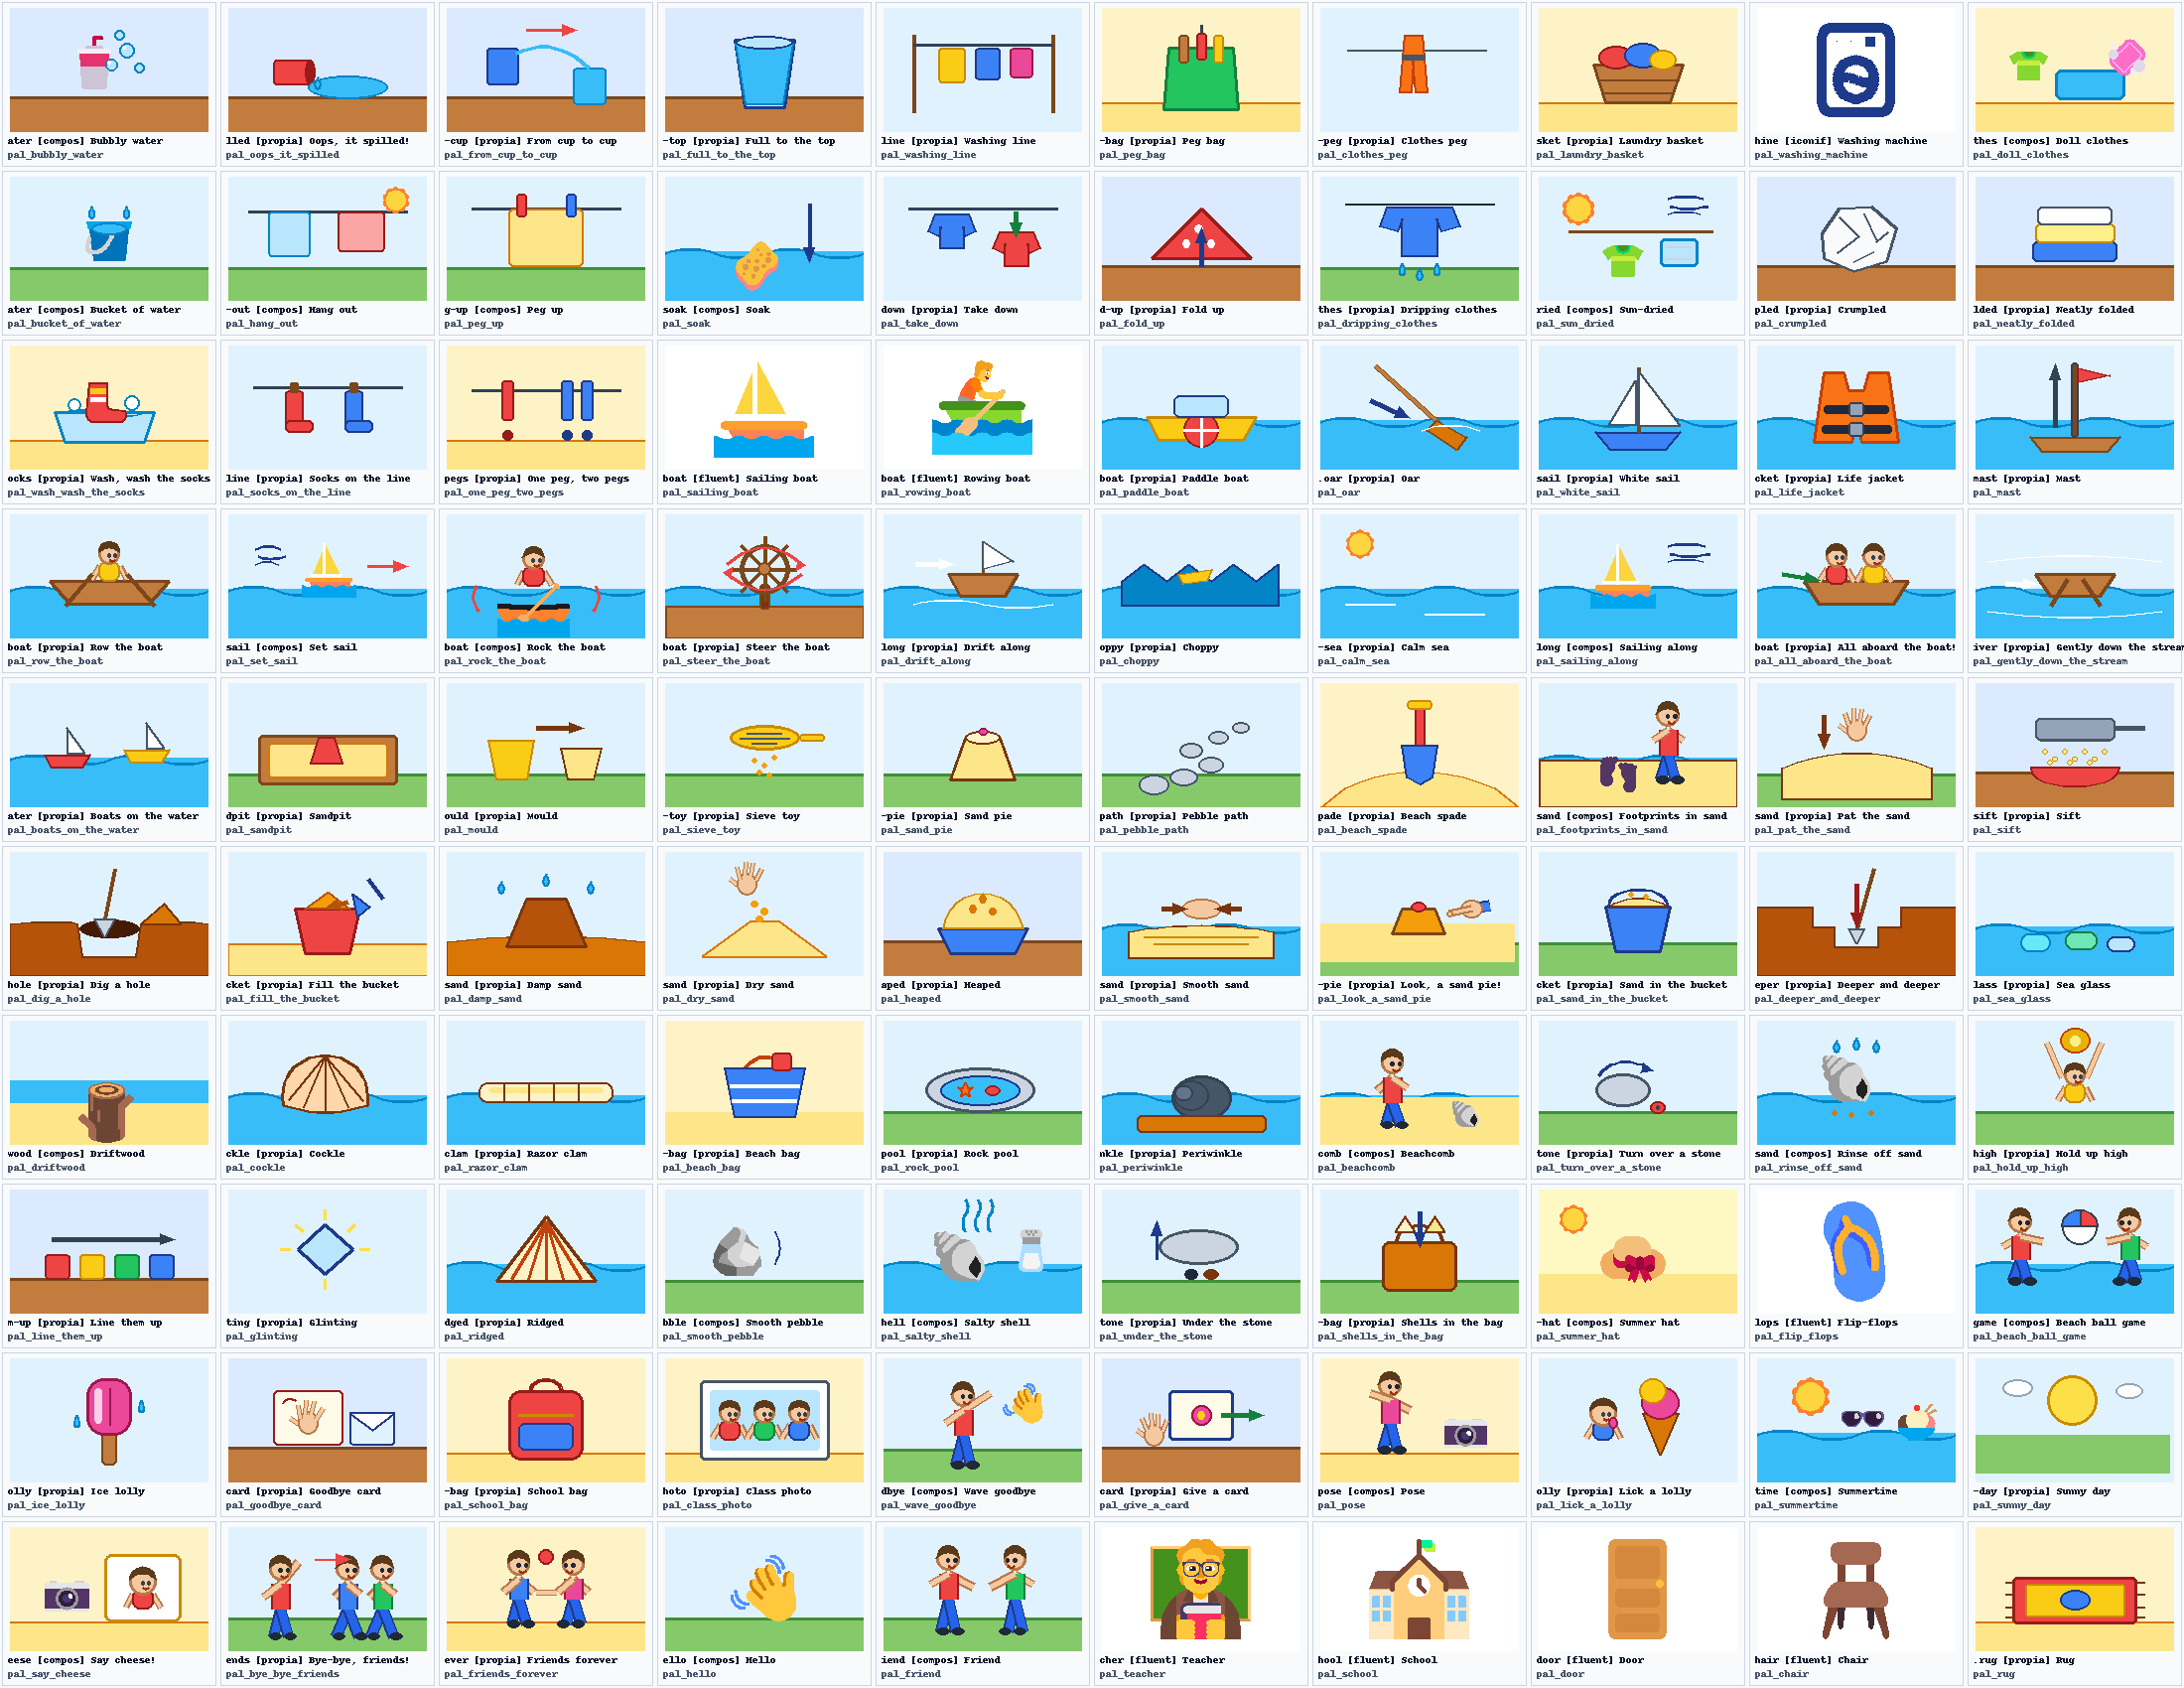 ater [compos] Bubbly water
pal_bubbly_water
lled [propia] Oops, it spilled!
pal_oops_it_spilled
-cup [propia] From cup to cup
pal_from_cup_to_cup
-top [propia] Full to the top
pal_full_to_the_top
line [propia] Washing line
pal_washing_line
-bag [propia] Peg bag
pal_peg_bag
-peg [propia] Clothes peg
pal_clothes_peg
sket [propia] Laundry basket
pal_laundry_basket
hine [iconif] Washing machine
pal_washing_machine
thes [compos] Doll clothes
pal_doll_clothes
ater [compos] Bucket of water
pal_bucket_of_water
-out [compos] Hang out
pal_hang_out
g-up [compos] Peg up
pal_peg_up
soak [compos] Soak
pal_soak
down [propia] Take down
pal_take_down
d-up [propia] Fold up
pal_fold_up
thes [propia] Dripping clothes
pal_dripping_clothes
ried [compos] Sun-dried
pal_sun_dried
pled [propia] Crumpled
pal_crumpled
lded [propia] Neatly folded
pal_neatly_folded
ocks [propia] Wash, wash the socks
pal_wash_wash_the_socks
line [propia] Socks on the line
pal_socks_on_the_line
pegs [propia] One peg, two pegs
pal_one_peg_two_pegs
boat [fluent] Sailing boat
pal_sailing_boat
boat [fluent] Rowing boat
pal_rowing_boat
boat [propia] Paddle boat
pal_paddle_boat
.oar [propia] Oar
pal_oar
sail [propia] White sail
pal_white_sail
cket [propia] Life jacket
pal_life_jacket
mast [propia] Mast
pal_mast
boat [propia] Row the boat
pal_row_the_boat
sail [compos] Set sail
pal_set_sail
boat [compos] Rock the boat
pal_rock_the_boat
boat [propia] Steer the boat
pal_steer_the_boat
long [propia] Drift along
pal_drift_along
oppy [propia] Choppy
pal_choppy
-sea [propia] Calm sea
pal_calm_sea
long [compos] Sailing along
pal_sailing_along
boat [propia] All aboard the boat!
pal_all_aboard_the_boat
iver [propia] Gently down the strea
pal_gently_down_the_stream
ater [propia] Boats on the water
pal_boats_on_the_water
dpit [propia] Sandpit
pal_sandpit
ould [propia] Mould
pal_mould
-toy [propia] Sieve toy
pal_sieve_toy
-pie [propia] Sand pie
pal_sand_pie
path [propia] Pebble path
pal_pebble_path
pade [propia] Beach spade
pal_beach_spade
sand [compos] Footprints in sand
pal_footprints_in_sand
sand [propia] Pat the sand
pal_pat_the_sand
sift [propia] Sift
pal_sift
hole [propia] Dig a hole
pal_dig_a_hole
cket [propia] Fill the bucket
pal_fill_the_bucket
sand [propia] Damp sand
pal_damp_sand
sand [propia] Dry sand
pal_dry_sand
aped [propia] Heaped
pal_heaped
sand [propia] Smooth sand
pal_smooth_sand
-pie [propia] Look, a sand pie!
pal_look_a_sand_pie
cket [propia] Sand in the bucket
pal_sand_in_the_bucket
eper [propia] Deeper and deeper
pal_deeper_and_deeper
lass [propia] Sea glass
pal_sea_glass
wood [compos] Driftwood
pal_driftwood
ckle [propia] Cockle
pal_cockle
clam [propia] Razor clam
pal_razor_clam
-bag [propia] Beach bag
pal_beach_bag
pool [propia] Rock pool
pal_rock_pool
nkle [propia] Periwinkle
pal_periwinkle
comb [compos] Beachcomb
pal_beachcomb
tone [propia] Turn over a stone
pal_turn_over_a_stone
sand [compos] Rinse off sand
pal_rinse_off_sand
high [propia] Hold up high
pal_hold_up_high
m-up [propia] Line them up
pal_line_them_up
ting [propia] Glinting
pal_glinting
dged [propia] Ridged
pal_ridged
bble [compos] Smooth pebble
pal_smooth_pebble
hell [compos] Salty shell
pal_salty_shell
tone [propia] Under the stone
pal_under_the_stone
-bag [propia] Shells in the bag
pal_shells_in_the_bag
-hat [compos] Summer hat
pal_summer_hat
lops [fluent] Flip-flops
pal_flip_flops
game [compos] Beach ball game
pal_beach_ball_game
olly [propia] Ice lolly
pal_ice_lolly
card [propia] Goodbye card
pal_goodbye_card
-bag [propia] School bag
pal_school_bag
hoto [propia] Class photo
pal_class_photo
dbye [compos] Wave goodbye
pal_wave_goodbye
card [propia] Give a card
pal_give_a_card
pose [compos] Pose
pal_pose
olly [propia] Lick a lolly
pal_lick_a_lolly
time [compos] Summertime
pal_summertime
-day [propia] Sunny day
pal_sunny_day
eese [compos] Say cheese!
pal_say_cheese
ends [propia] Bye-bye, friends!
pal_bye_bye_friends
ever [propia] Friends forever
pal_friends_forever
ello [compos] Hello
pal_hello
iend [compos] Friend
pal_friend
cher [fluent] Teacher
pal_teacher
hool [fluent] School
pal_school
door [fluent] Door
pal_door
hair [fluent] Chair
pal_chair
.rug [propia] Rug
pal_rug